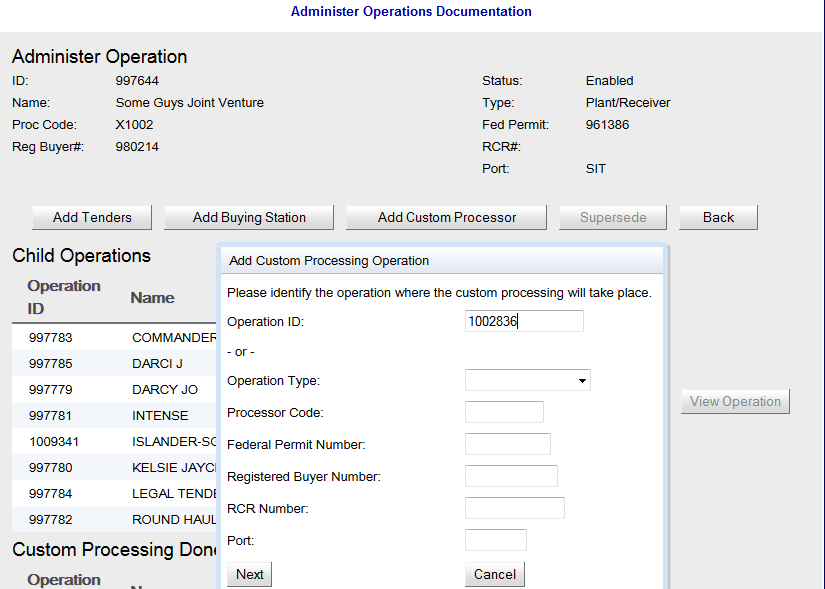 Administer Operations Documentation
Administer Operation
ID: 997644 Status: Enabled
Name: Some Guys Joint Venture Type: Plant/Receiver
Proc Code: X1002 Fed Permit: 961386
Reg Buyer#: 980214 RCR#:
Port: SIT
Add Tenders Add Buying Station Add Custom Processor Supersede Back
Child Operations
Operation
ID Name
997783 COMMANDER
997785 DARCI J
997779 DARCY JO
997781 INTENSE
1009341 ISLANDER-SC
997780 KELSIE JAYC
997784 LEGAL TENDE
997782 ROUND HAUL
Custom Processing Done
Operation
Add Custom Processing Operation
Please identify the operation where the custom processing will take place.
Operation ID: 1002836
- or -
Operation Type:
Processor Code:
Federal Permit Number:
Registered Buyer Number:
RCR Number:
Port:
Next Cancel
View Operation